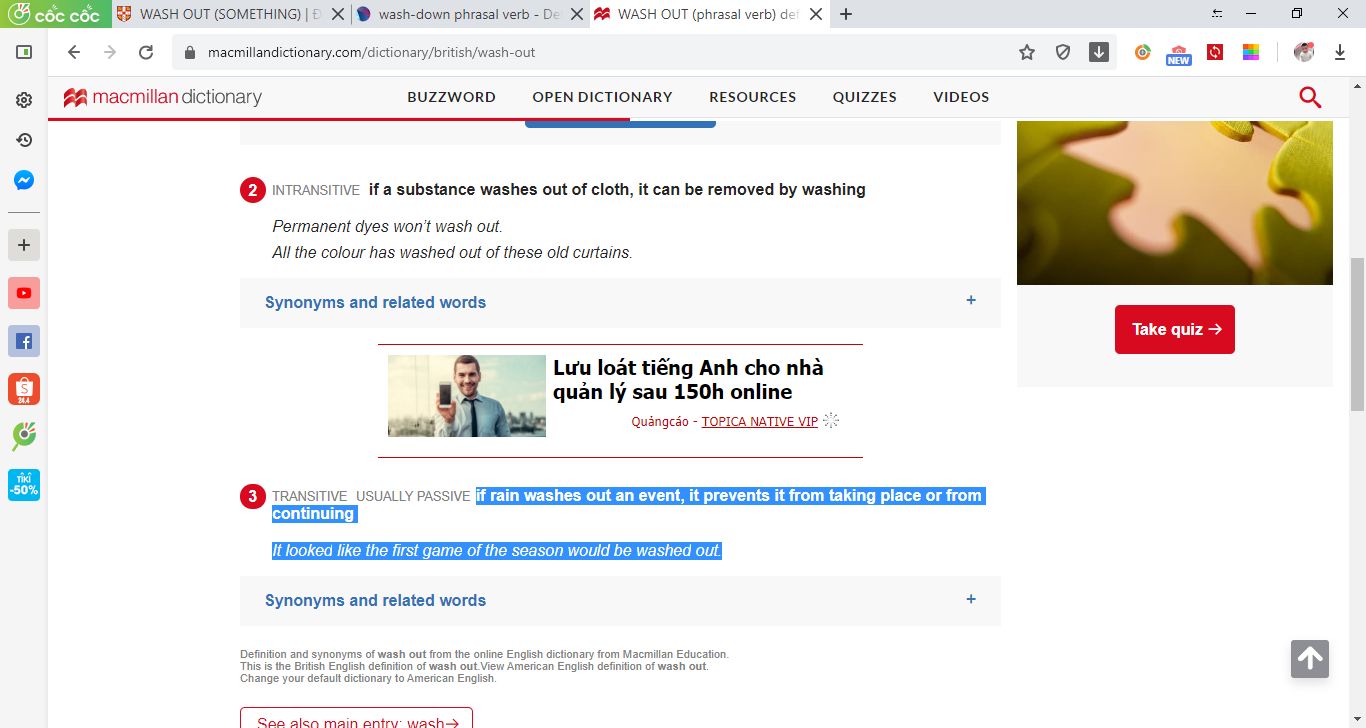 cốc cốc
WASH OUT (SOMETHING) | Đ
wash-down phrasal verb - De
WASH OUT (phrasal verb) def
macmillandictionary.com/dictionary/british/wash-out
NEW
macmillan dictionary
BUZZWORD
OPEN DICTIONARY
RESOURCES
QUIZZES
VIDEOS
2 INTRANSITIVE if a substance washes out of cloth, it can be removed by washing
Permanent dyes won’t wash out.
All the colour has washed out of these old curtains.
Synonyms and related words +
Lưu loát tiếng Anh cho nhà
quản lý sau 150h online
Quảngcáo - TOPICA NATIVE VIP
Take quiz →
3 TRANSITIVE USUALLY PASSIVE if rain washes out an event, it prevents it from taking place or from
continuing
It looked like the first game of the season would be washed out.
Synonyms and related words +
Definition and synonyms of wash out from the online English dictionary from Macmillan Education.
This is the British English definition of wash out.View American English definition of wash out.
Change your default dictionary to American English.
See also main entry: wash→
S
24.4
TIKI
-50%